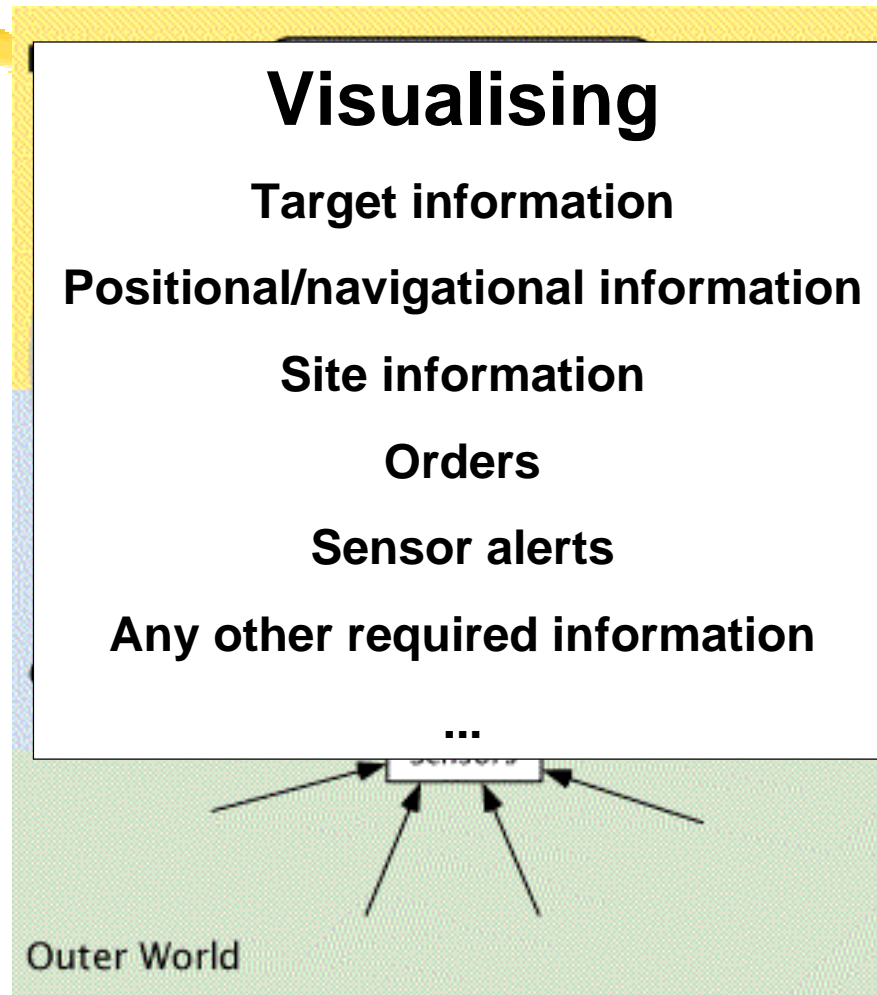 Visualising
Target information
Positional/navigational information
Site information
Orders
Sensor alerts
Any other required information
...
Outer World